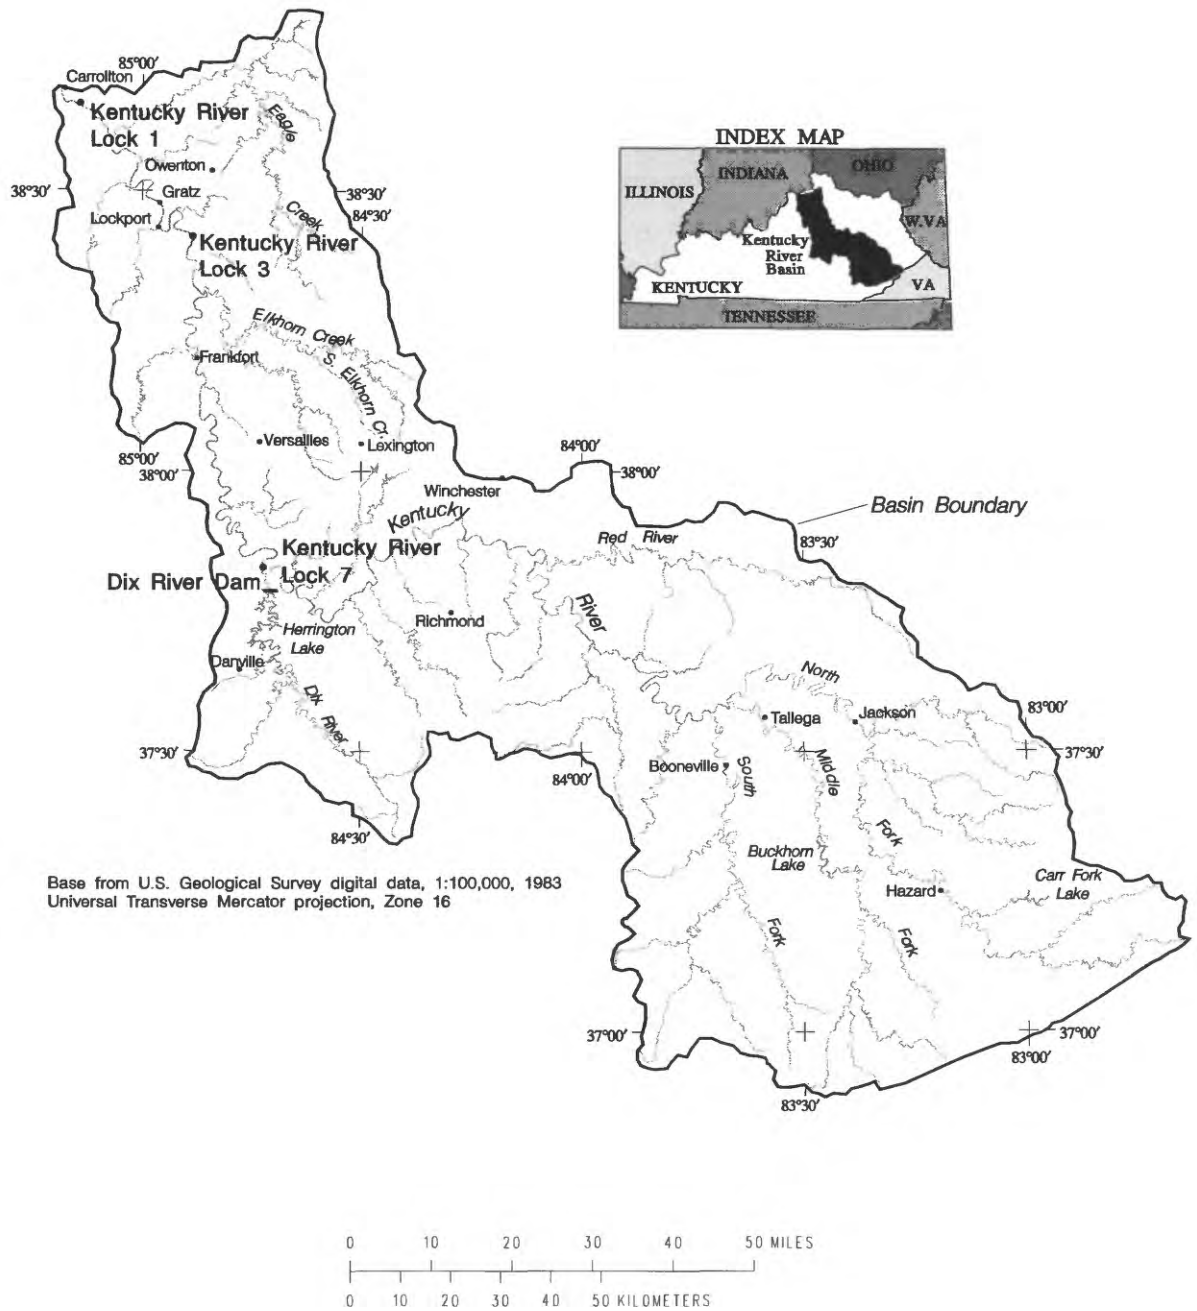 85°00'
Carrollton
Kentucky River
Lock 1
Eagle
Owenton
38°30'
Gratz
38°30'
Lockport
Creek
84°30'
Kentucky River
Lock 3
INDEX MAP
ILLINOIS
INDIANA
OHIO
W.VA
Kentucky
River
Basin
KENTUCKY
VA
TENNESSEE
Elkhorn Creek
Frankfort
S. Elkhorn Cr.
Versailles
Lexington
85°00'
38°00'
84°00'
38°00'
Winchester
Kentucky
Basin Boundary
Red River
83°30'
Kentucky River
Lock 7
Dix River Dam
River
Richmond
Herrington
Lake
Danville
Dix River
North
Tallega
Jackson
83°00'
37°30'
37°30'
84°00'
Booneville
South
Middle
84°30'
Fork
Buckhorn
Lake
Hazard
Carr Fork
Lake
Base from U.S. Geological Survey digital data, 1:100,000, 1983
Universal Transverse Mercator projection, Zone 16
Fork
Fork
37°00'
37°00'
83°00'
83°30'
0 10 20 30 40 50 MILES
0 10 20 30 40 50 KILOMETERS